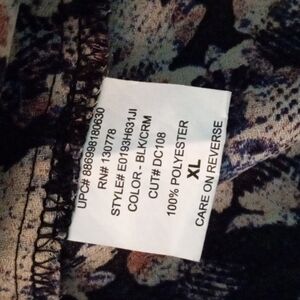 UPC# 886998180630
RN# 130778
STYLE# E0193H631JI
COLOR - BLK/CRM
CUT# DC108
100% POLYESTER
XL
CARE ON REVERSE